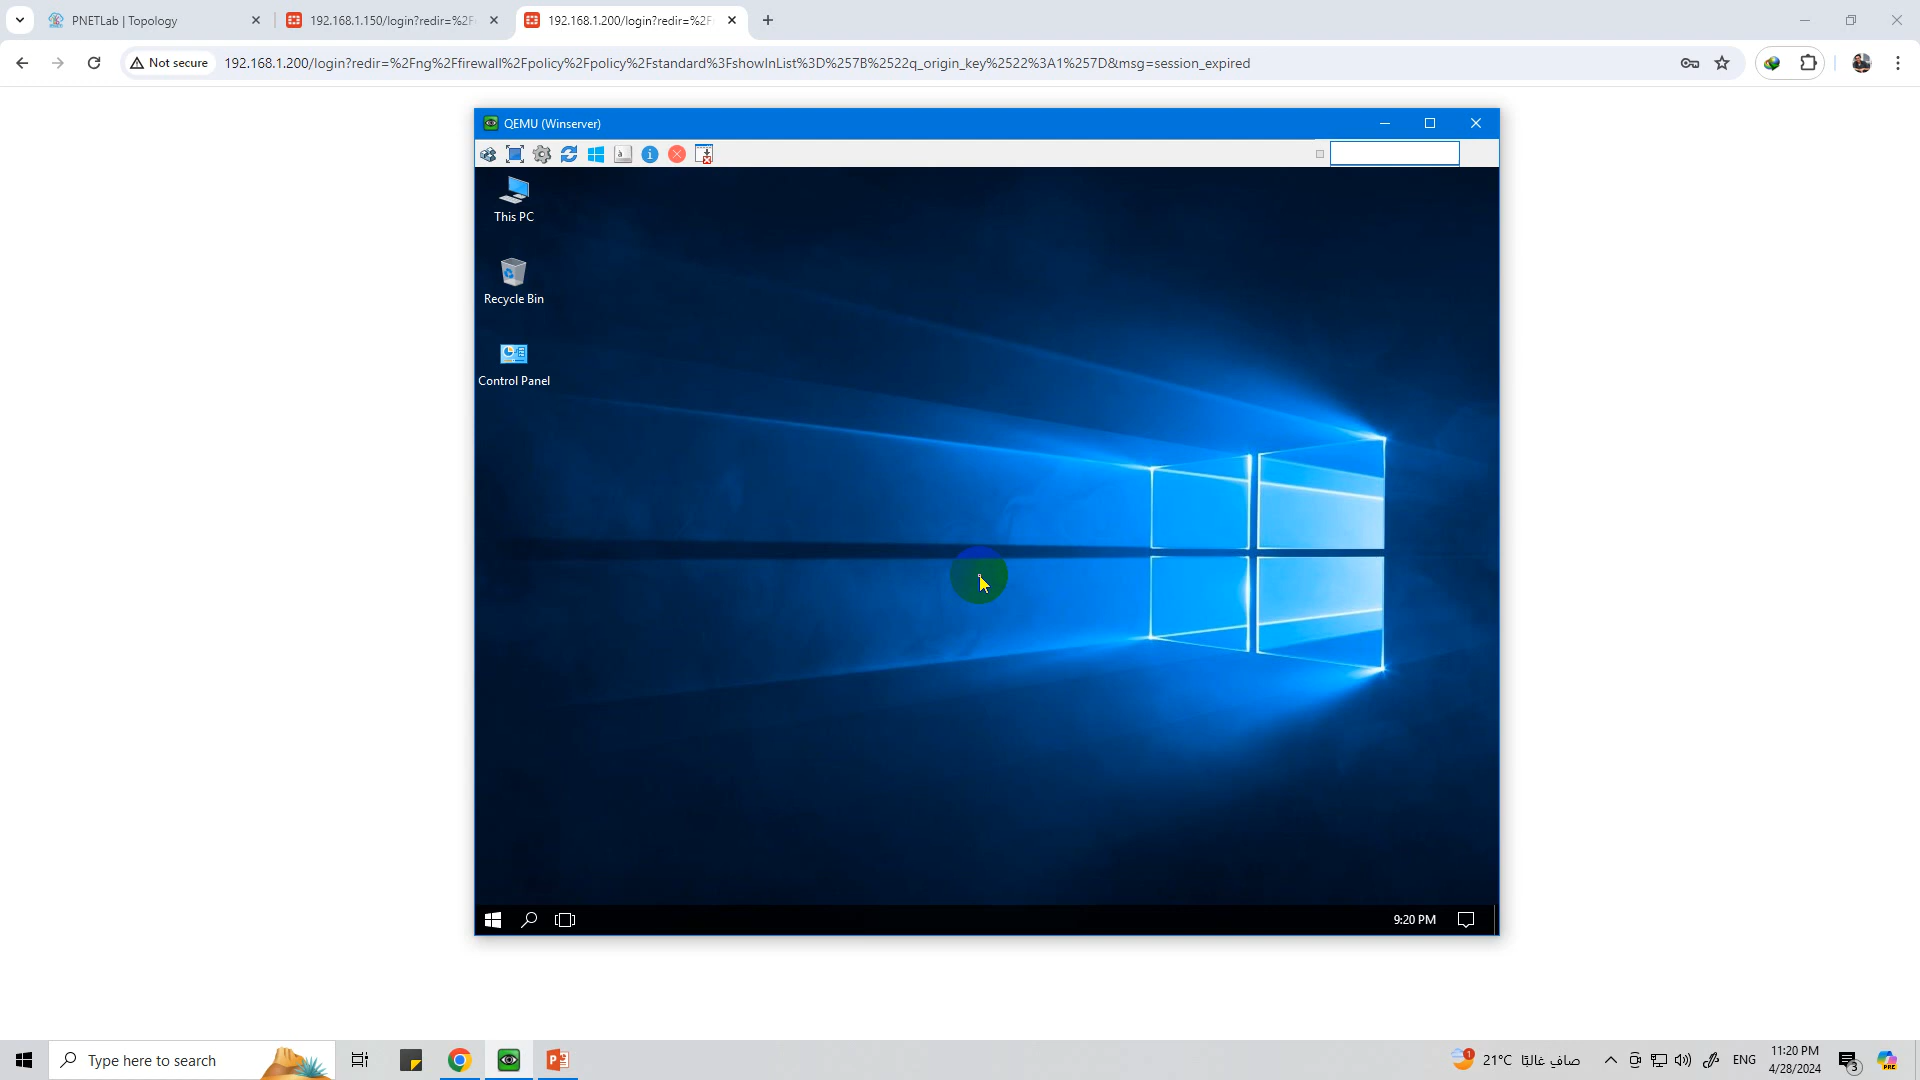 PNETLab | Topology
192.168.1.150/login?redir=%2F
192.168.1.200/login?redir=%2F
Not secure
192.168.1.200/login?redir=%2Fng%2Ffirewall%2Fpolicy%2Fpolicy%2Fstandard%3FshowInList%3D%257B%2522q_origin_key%2522%3A1%257D&msg=session_expired
QEMU (Winserver)
This PC
Recycle Bin
Control Panel
9:20 PM
Type here to search
1
21°C صافٍ غالبًا
ENG
11:20 PM
4/28/2024
3
PRE